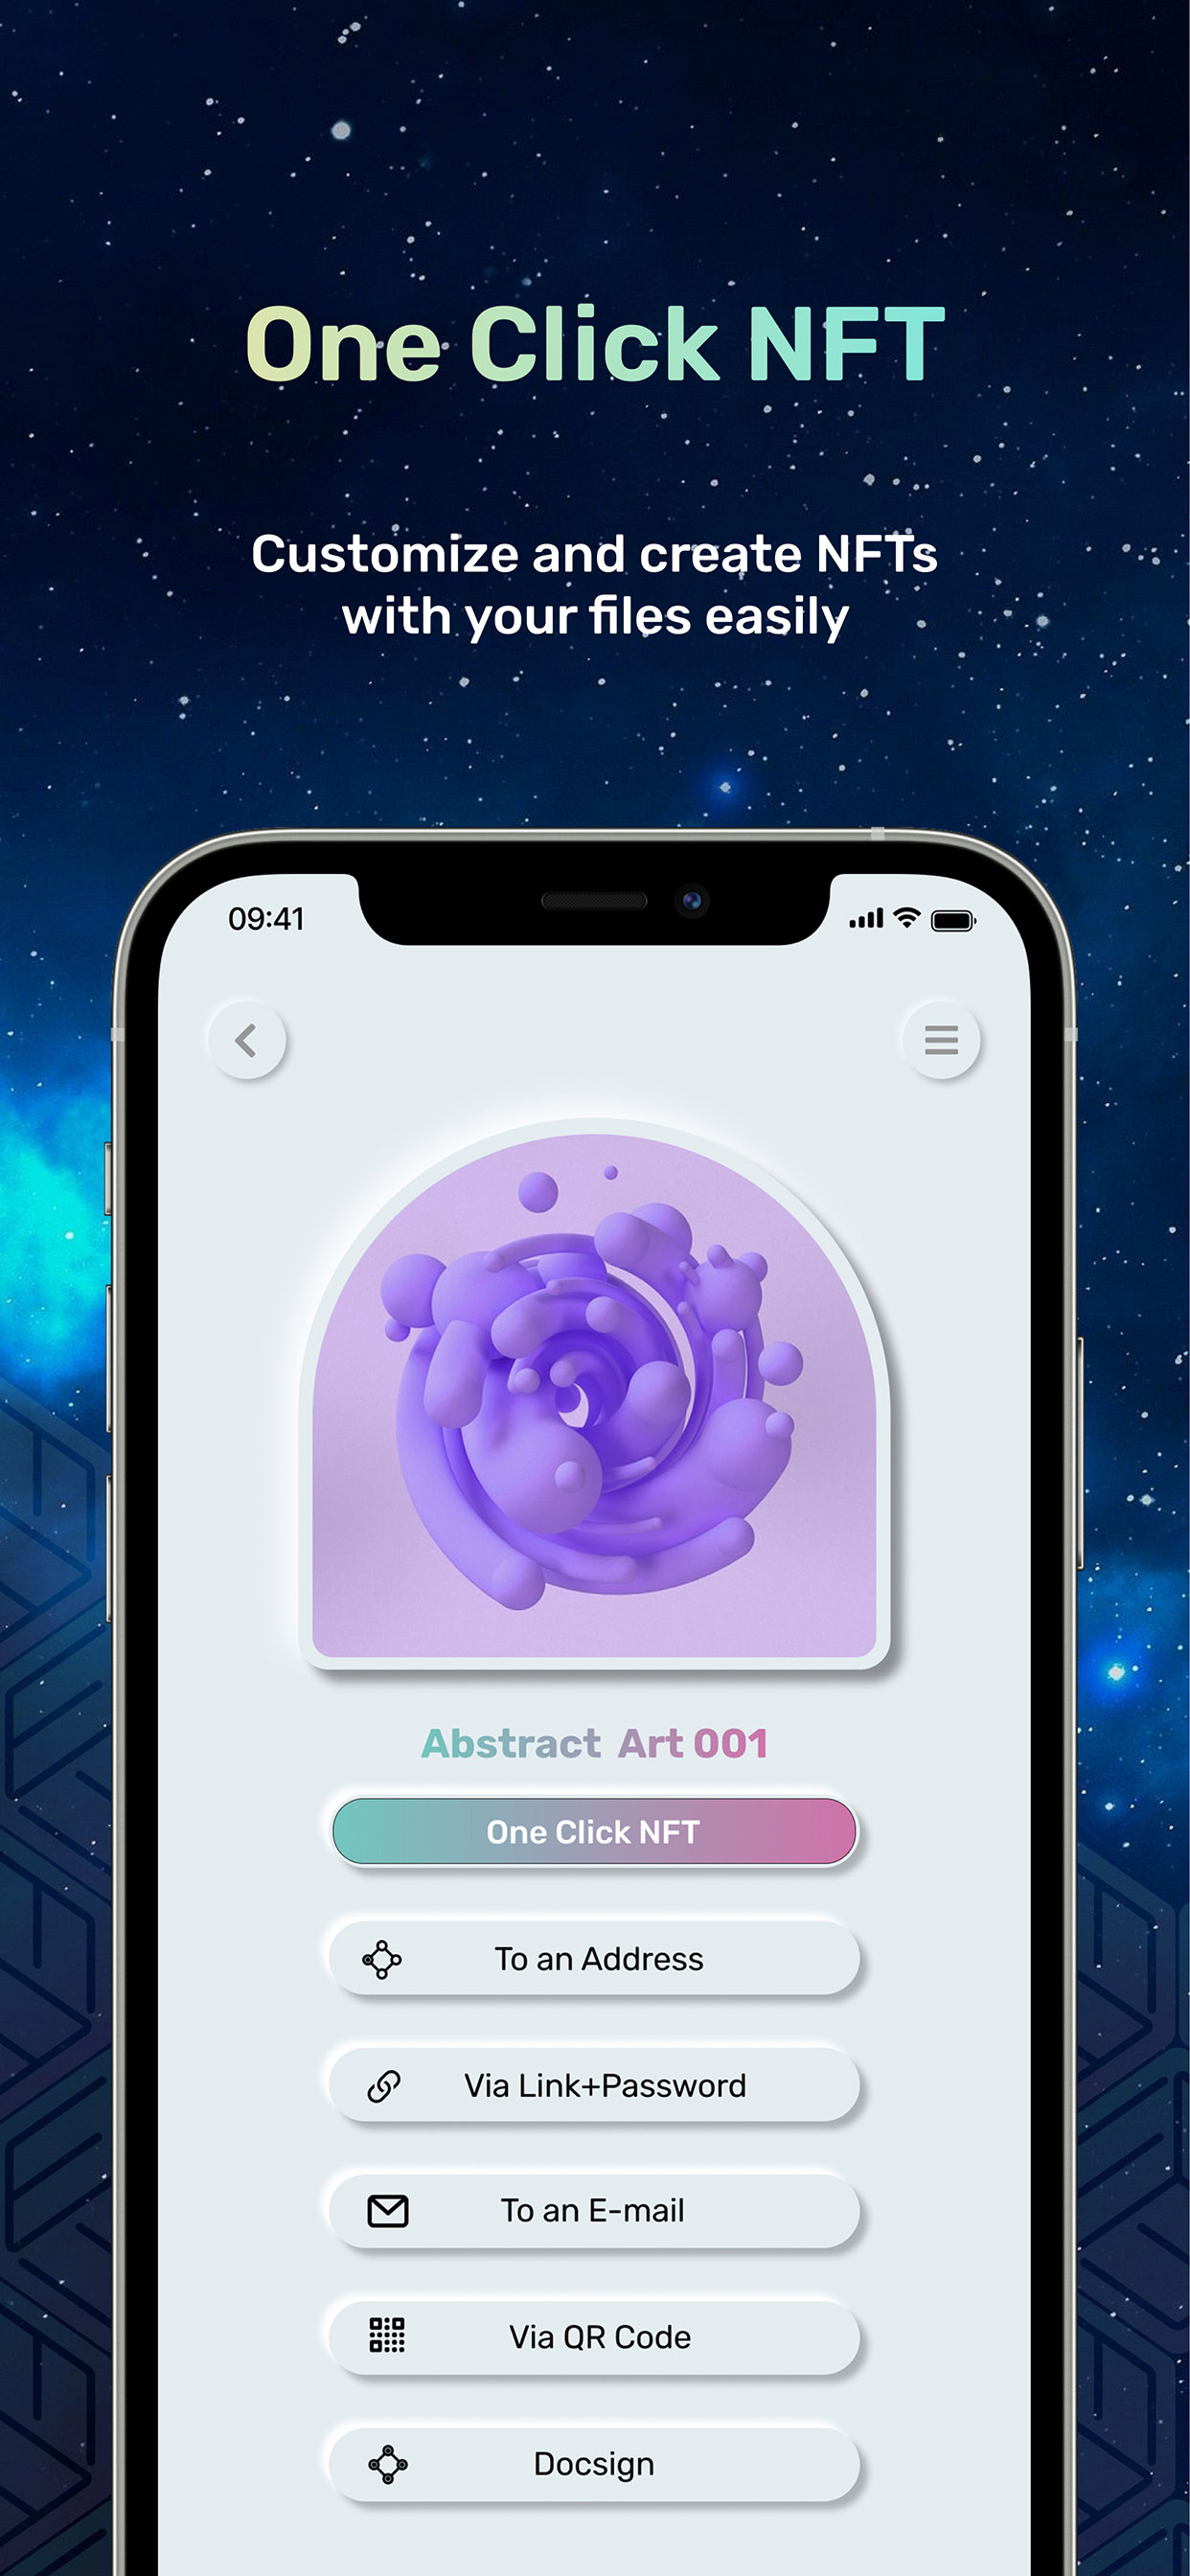 One Click NFT
Customize and create NFTs
with your files easily
09:41
Abstract Art 001
One Click NFT
To an Address
Via Link+Password
To an E-mail
Via QR Code
Docsign